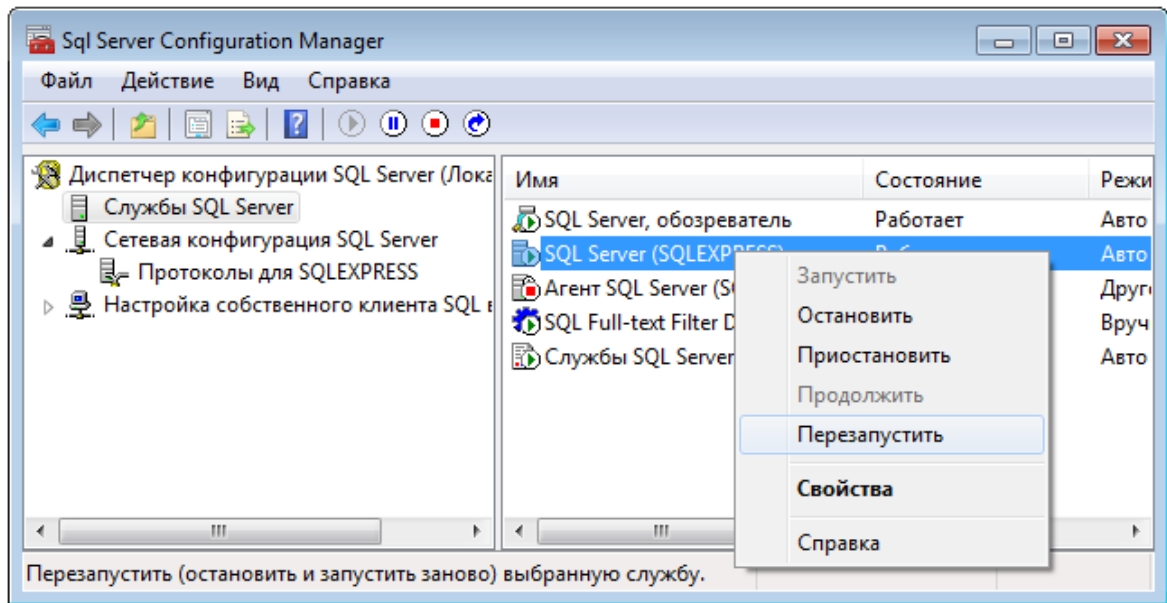 Sql Server Configuration Manager
Файл Действие Вид Справка
Диспетчер конфигурации SQL Server (Лока
Службы SQL Server
Сетевая конфигурация SQL Server
Протоколы для SQLEXPRESS
Настройка собственного клиента SQL в
Имя Состояние Режи
SQL Server, обозреватель Работает Авто
SQL Server (SQLEXPRESS) Авто
Агент SQL Server (S Друг
SQL Full-text Filter D Вруч
Службы SQL Server Авто
Запустить
Остановить
Приостановить
Продолжить
Перезапустить
Свойства
Справка
Перезапустить (остановить и запустить заново) выбранную службу.